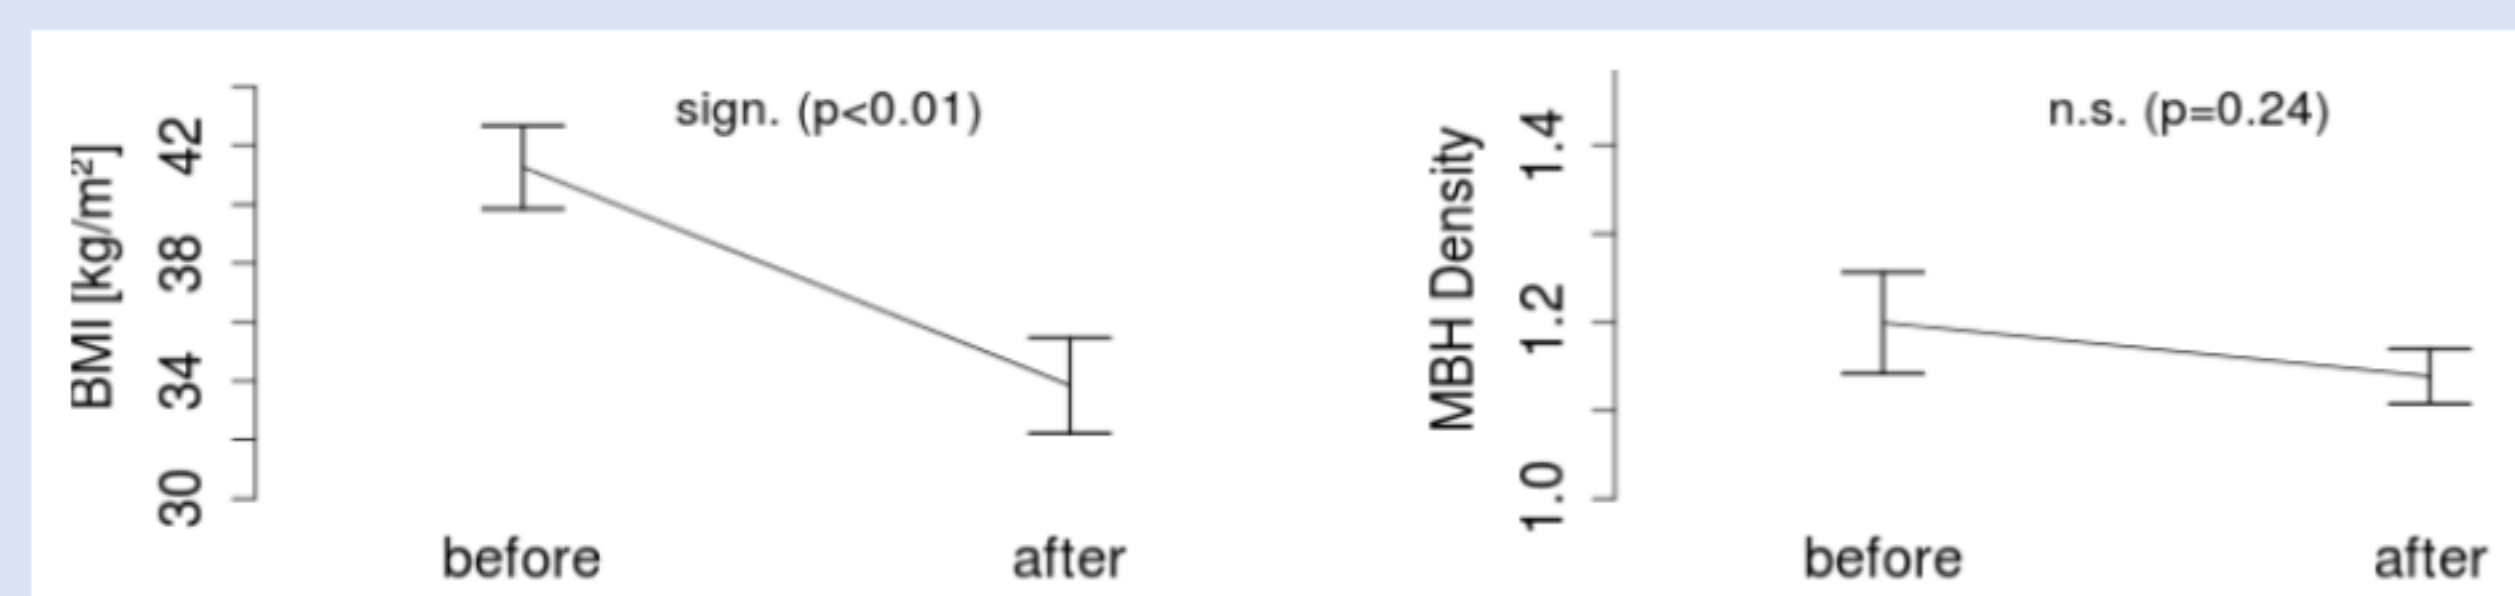 BMI [kg/m²]
42
38
34
30
sign. (p<0.01)
before
after
MBH Density
1.4
1.2
1.0
n.s. (p=0.24)
before
after